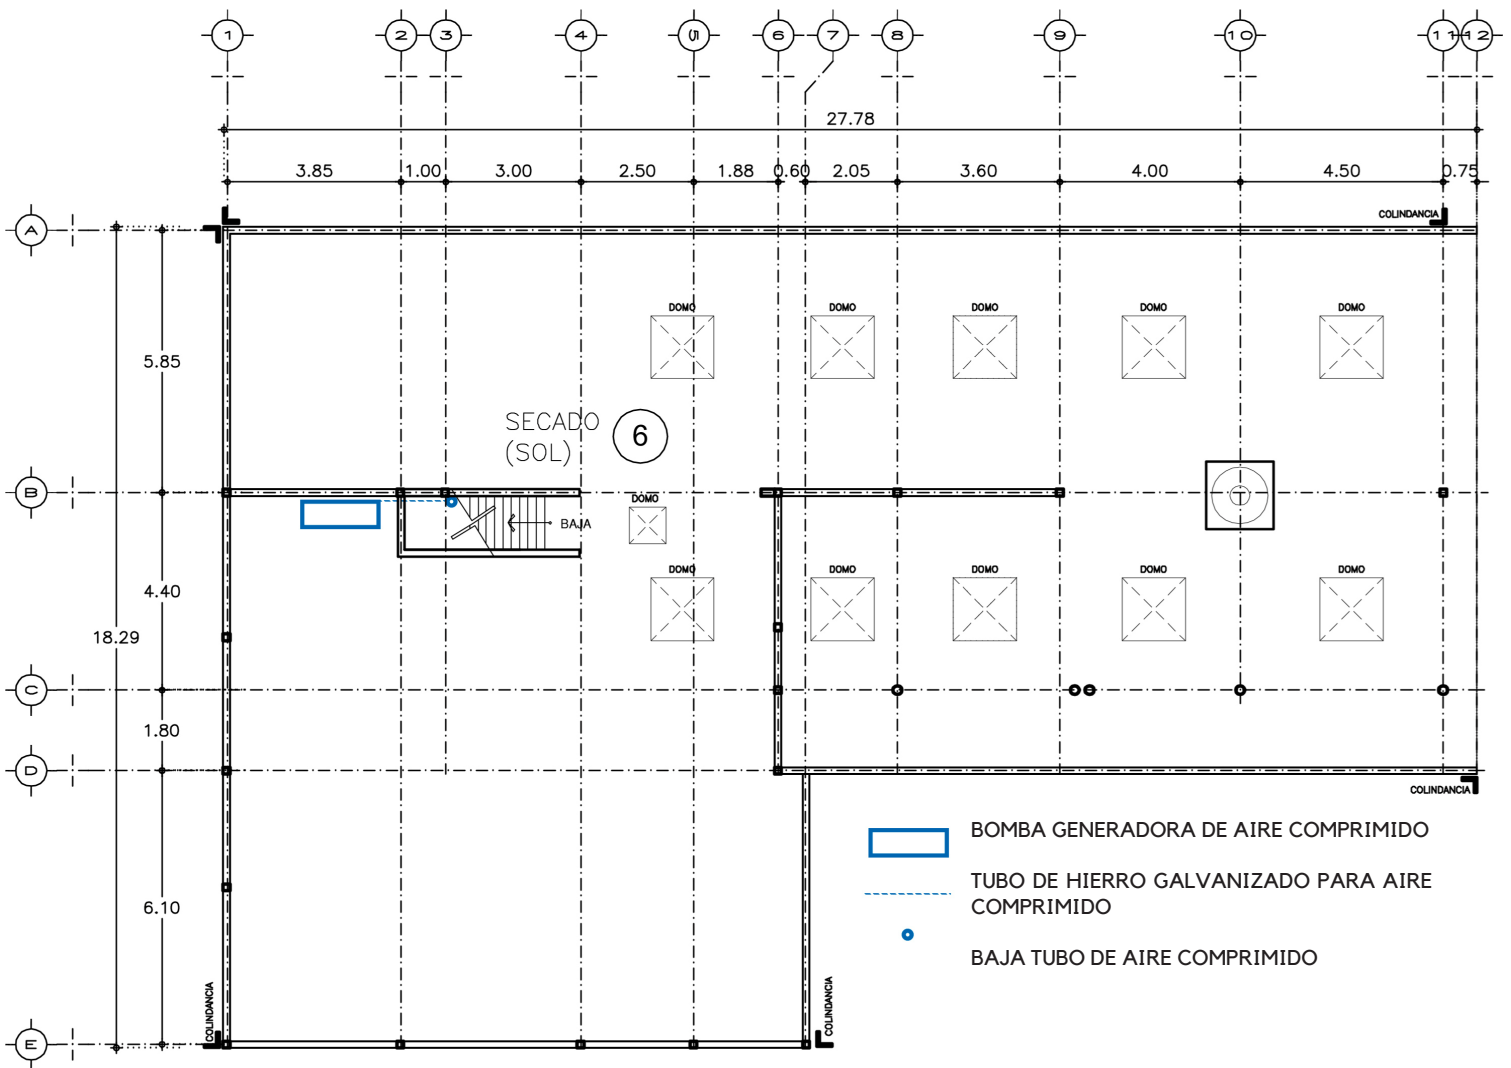 1 2 3 4 5 6 7 8 9 10 11 12
27.78
3.85 1.00 3.00 2.50 1.88 0.60 2.05 3.60 4.00 4.50 0.75
COLINDANCIA
A
DOMO DOMO DOMO DOMO DOMO
5.85
SECADO
(SOL)
6
B
DOMO
BAJA
DOMO DOMO DOMO DOMO DOMO
4.40
18.29
C
1.80
D
COLINDANCIA
BOMBA GENERADORA DE AIRE COMPRIMIDO
TUBO DE HIERRO GALVANIZADO PARA AIRE
COMPRIMIDO
6.10
BAJA TUBO DE AIRE COMPRIMIDO
COLINDANCIA
COLINDANCIA
E